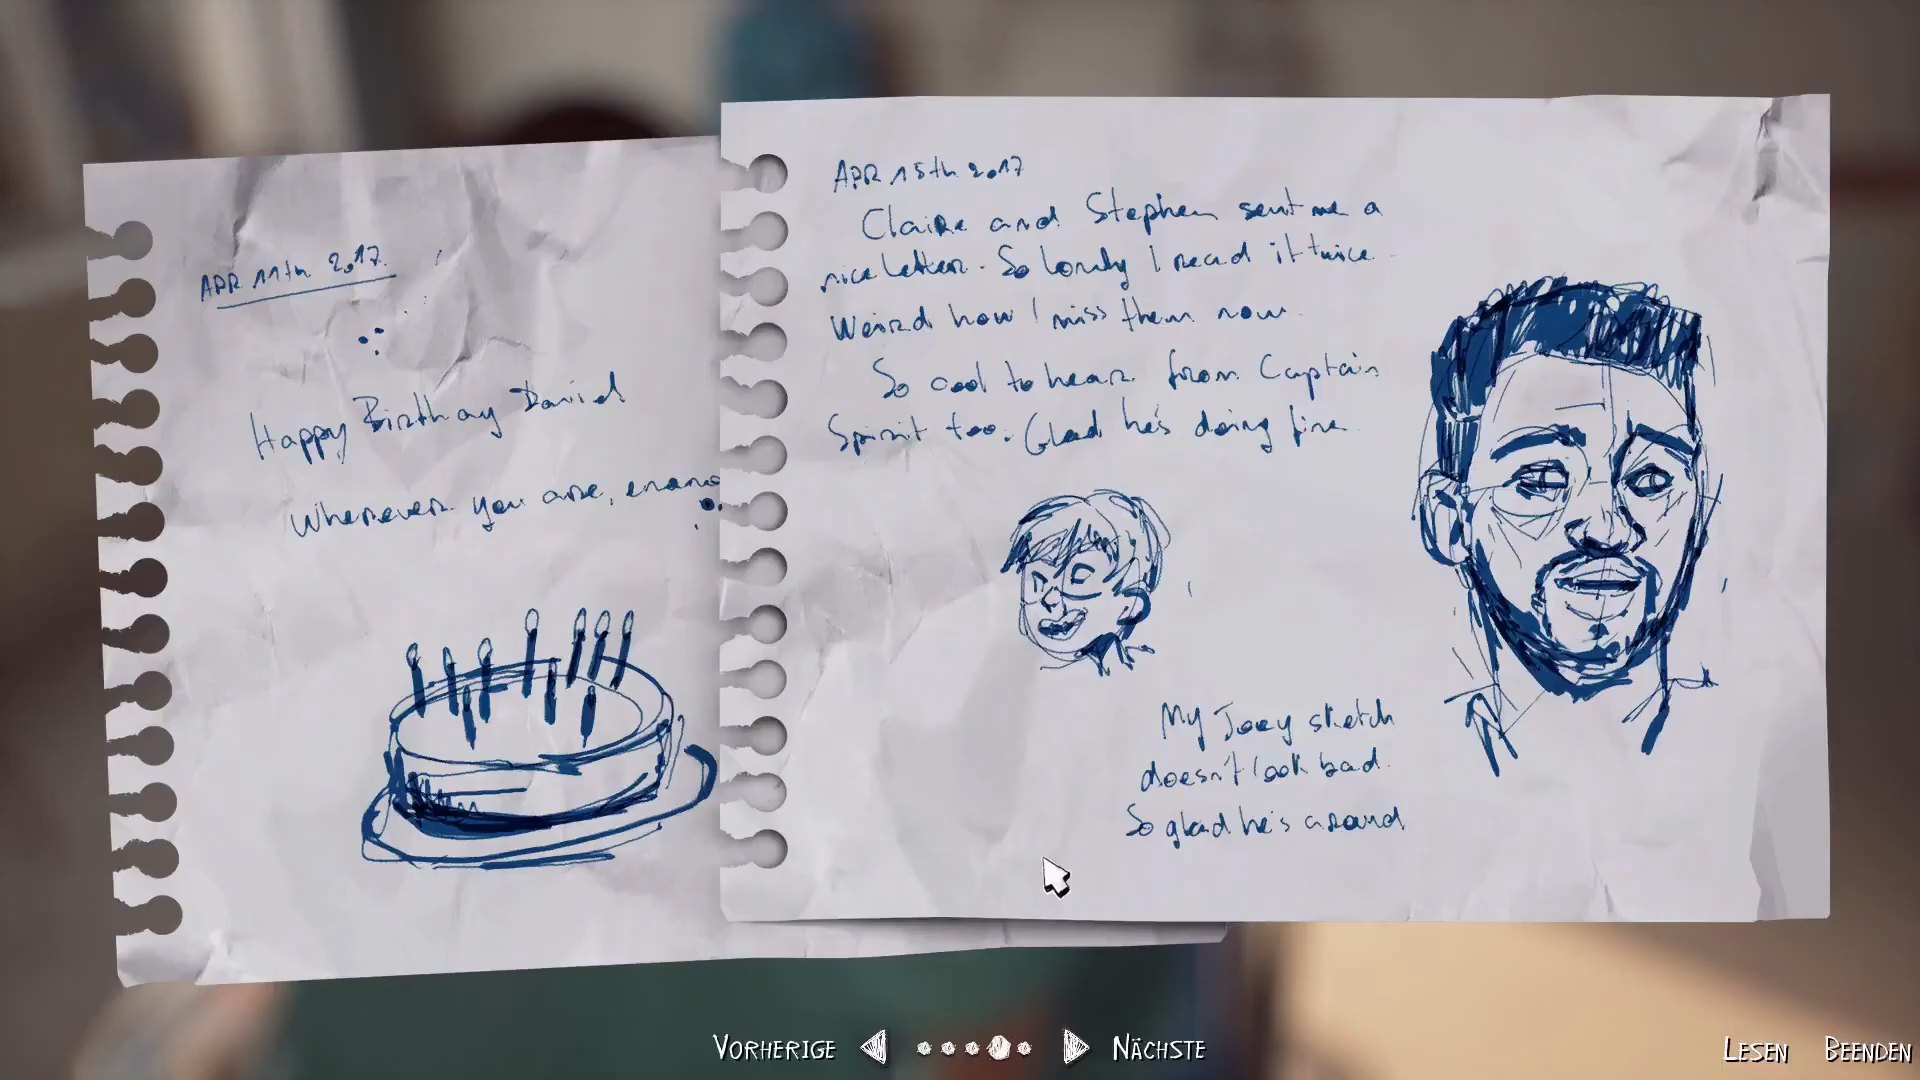 APR 11th 2017
Happy Birthday Daniel
Wherever you are, enano
APR 15th 2017
Claire and Stephen sent me a
nice letter. So lonely I read it twice
Weird how I miss them now.
So cool to hear from Captain
Spirit too. Glad he's doing fine
My Joey sketch
doesn't look bad.
So glad he's around
VORHERIGE
NÄCHSTE
LESEN
BEENDEN